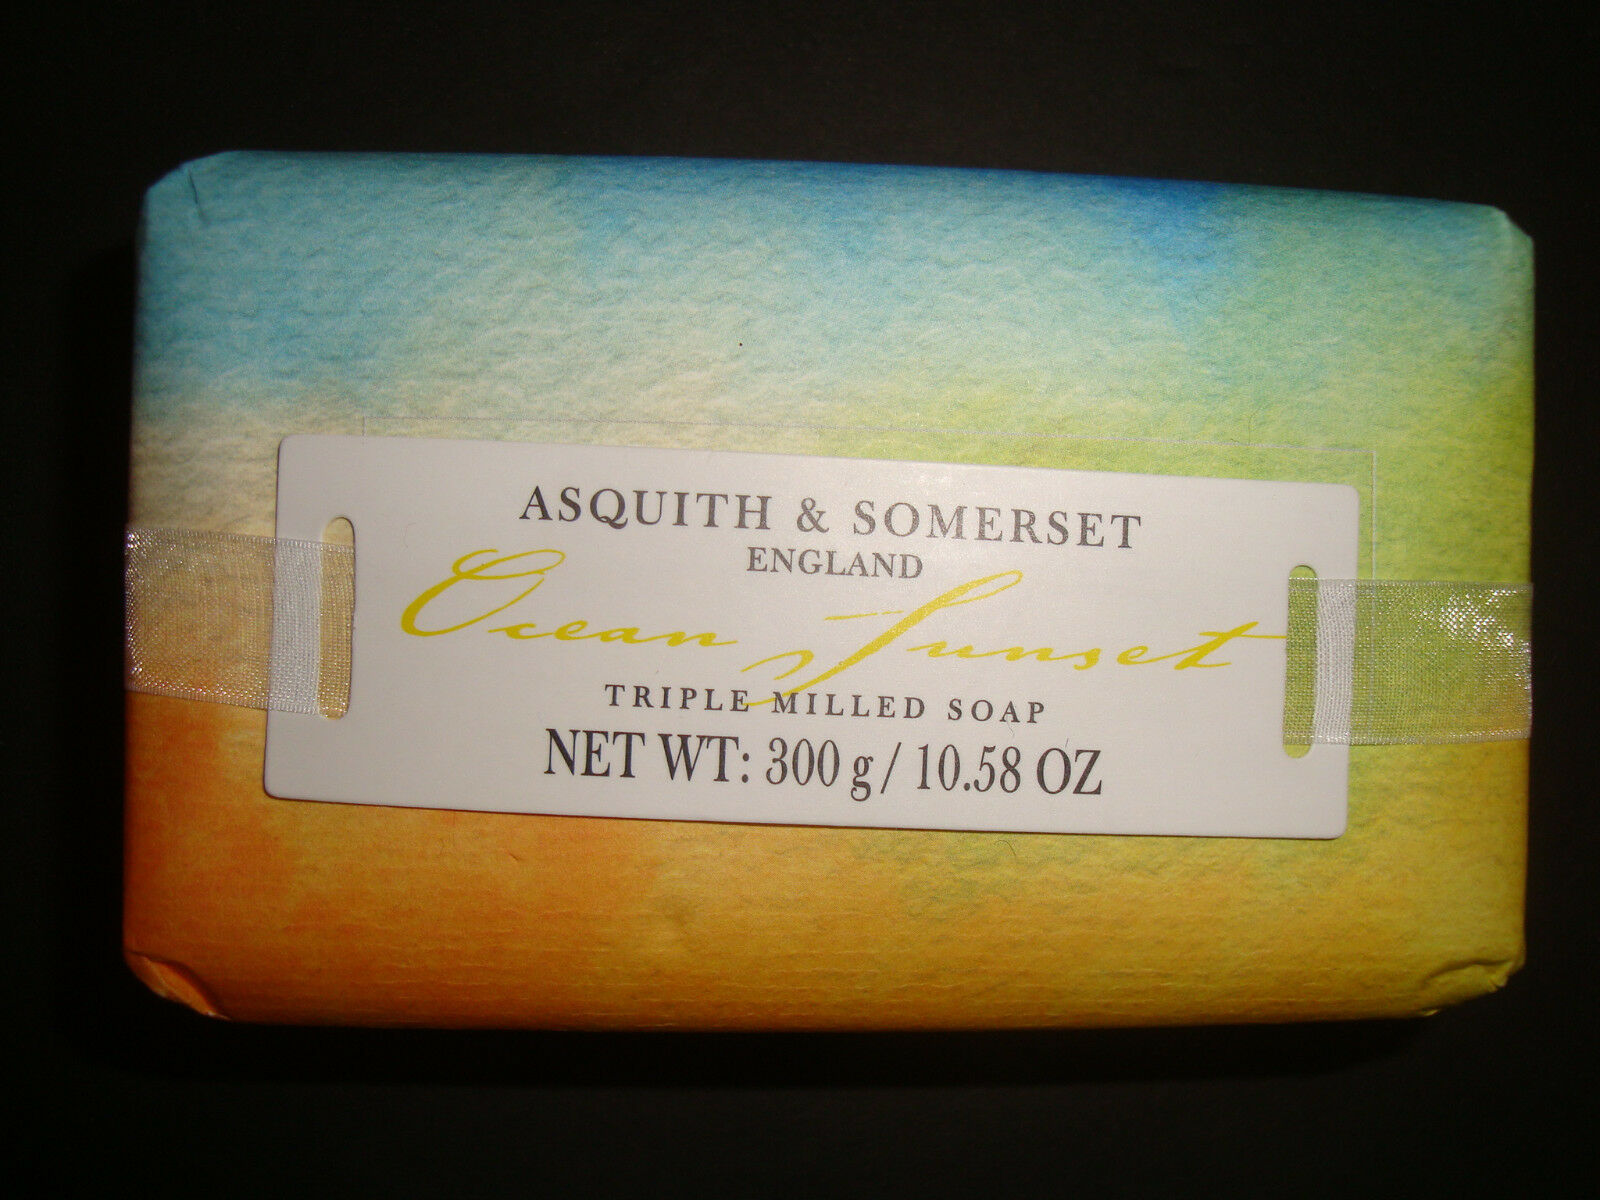 ASQUITH & SOMERSET
ENGLAND
Ocean Sunset
TRIPLE MILLED SOAP
NET WT: 300 g / 10.58 OZ